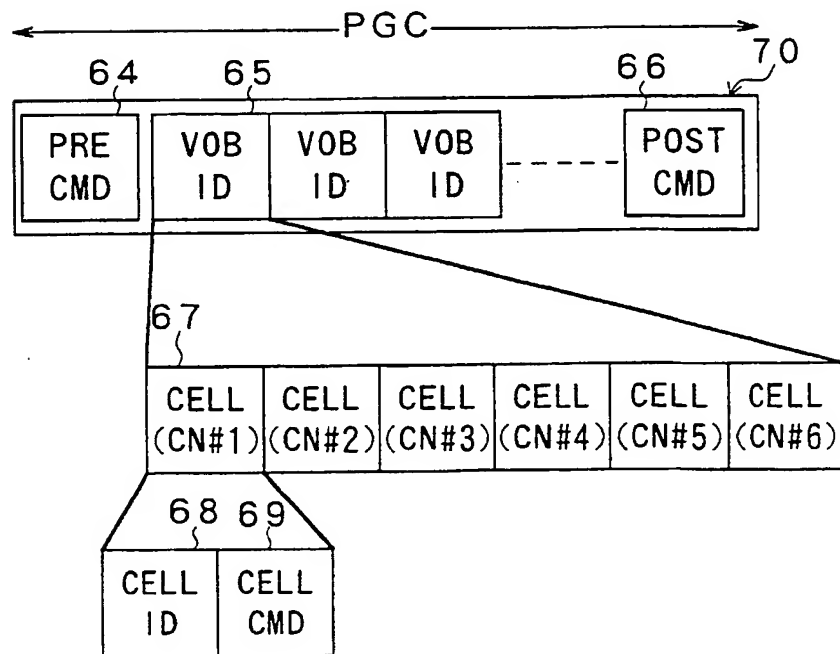 PGC
64 65 66 70
PRE VOB VOB VOB POST
CMD ID ID ID CMD
67
CELL CELL CELL CELL CELL CELL
(CN#1) (CN#2) (CN#3) (CN#4) (CN#5) (CN#6)
68 69
CELL CELL
ID CMD